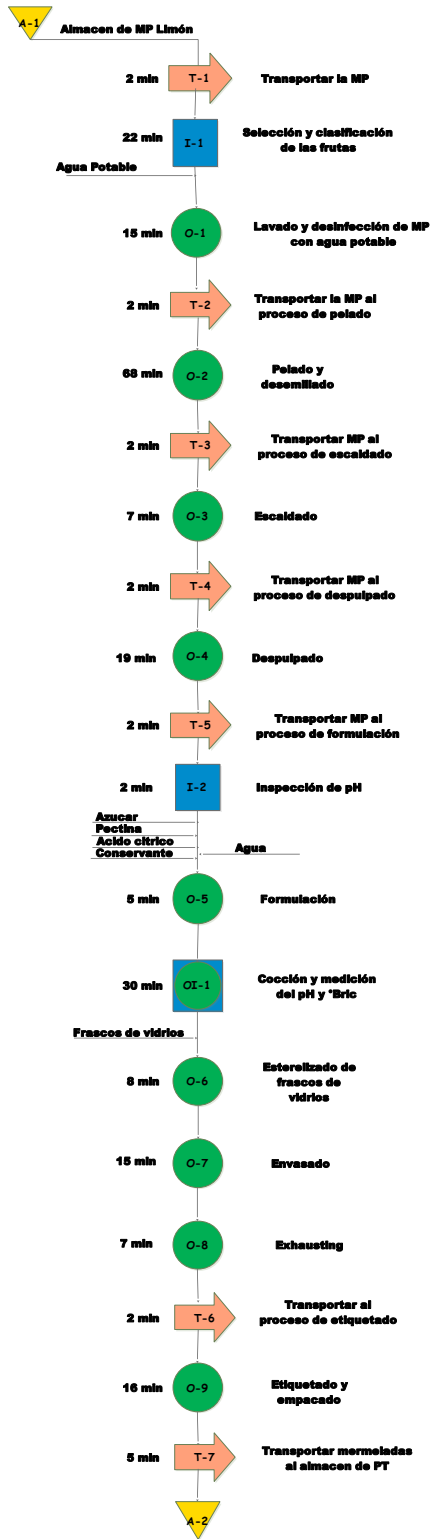 A-1
Almacen de MP Limón
2 min
T-1
Transportar la MP
22 min
I-1
Selección y clasificación
de las frutas
Agua Potable
15 min
O-1
Lavado y desinfección de MP
con agua potable
2 min
T-2
Transportar la MP al
proceso de pelado
68 min
O-2
Pelado y
desemillado
2 min
T-3
Transportar MP al
proceso de escaldado
7 min
O-3
Escaldado
2 min
T-4
Transportar MP al
proceso de despulpado
19 min
O-4
Despulpado
2 min
T-5
Transportar MP al
proceso de formulación
2 min
I-2
Inspección de pH
Azucar
Pectina
Acido citrico
Conservante
Agua
5 min
O-5
Formulación
30 min
OI-1
Cocción y medición
del pH y °Bric
Frascos de vidrios
8 min
O-6
Esterelizado de
frascos de
vidrios
15 min
O-7
Envasado
7 min
O-8
Exhausting
2 min
T-6
Transportar al
proceso de etiquetado
16 min
O-9
Etiquetado y
empacado
5 min
T-7
Transportar mermeladas
al almacen de PT
A-2